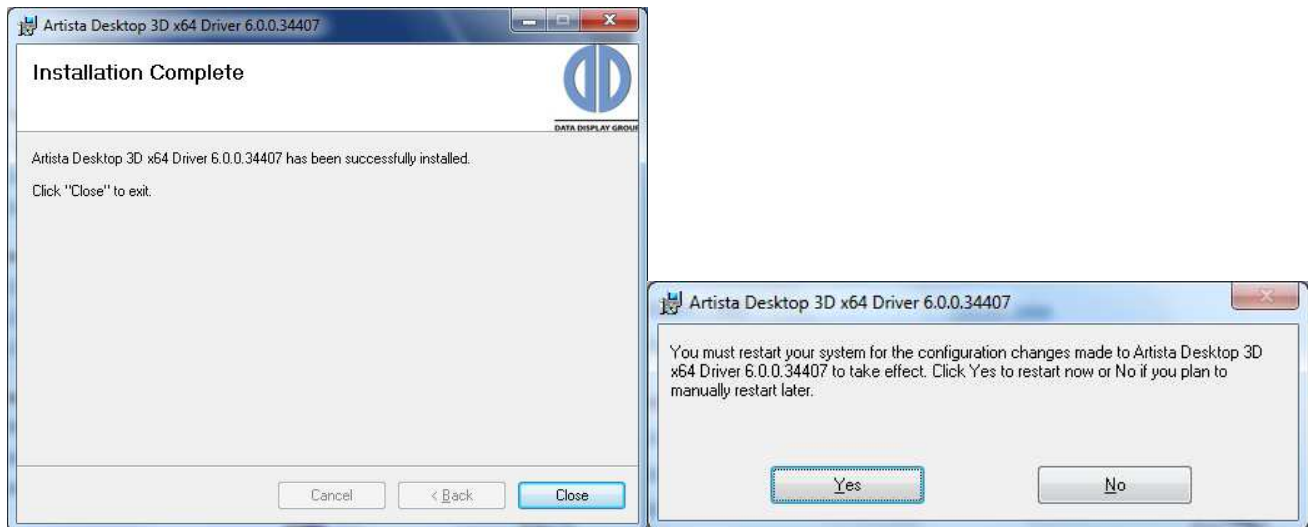 Artista Desktop 3D x64 Driver 6.0.0.34407
Installation Complete
DATA DISPLAY GROUP
Artista Desktop 3D x64 Driver 6.0.0.34407 has been successfully installed.
Click "Close" to exit.
Cancel
< Back
Close
Artista Desktop 3D x64 Driver 6.0.0.34407
You must restart your system for the configuration changes made to Artista Desktop 3D
x64 Driver 6.0.0.34407 to take effect. Click Yes to restart now or No if you plan to
manually restart later.
Yes
No